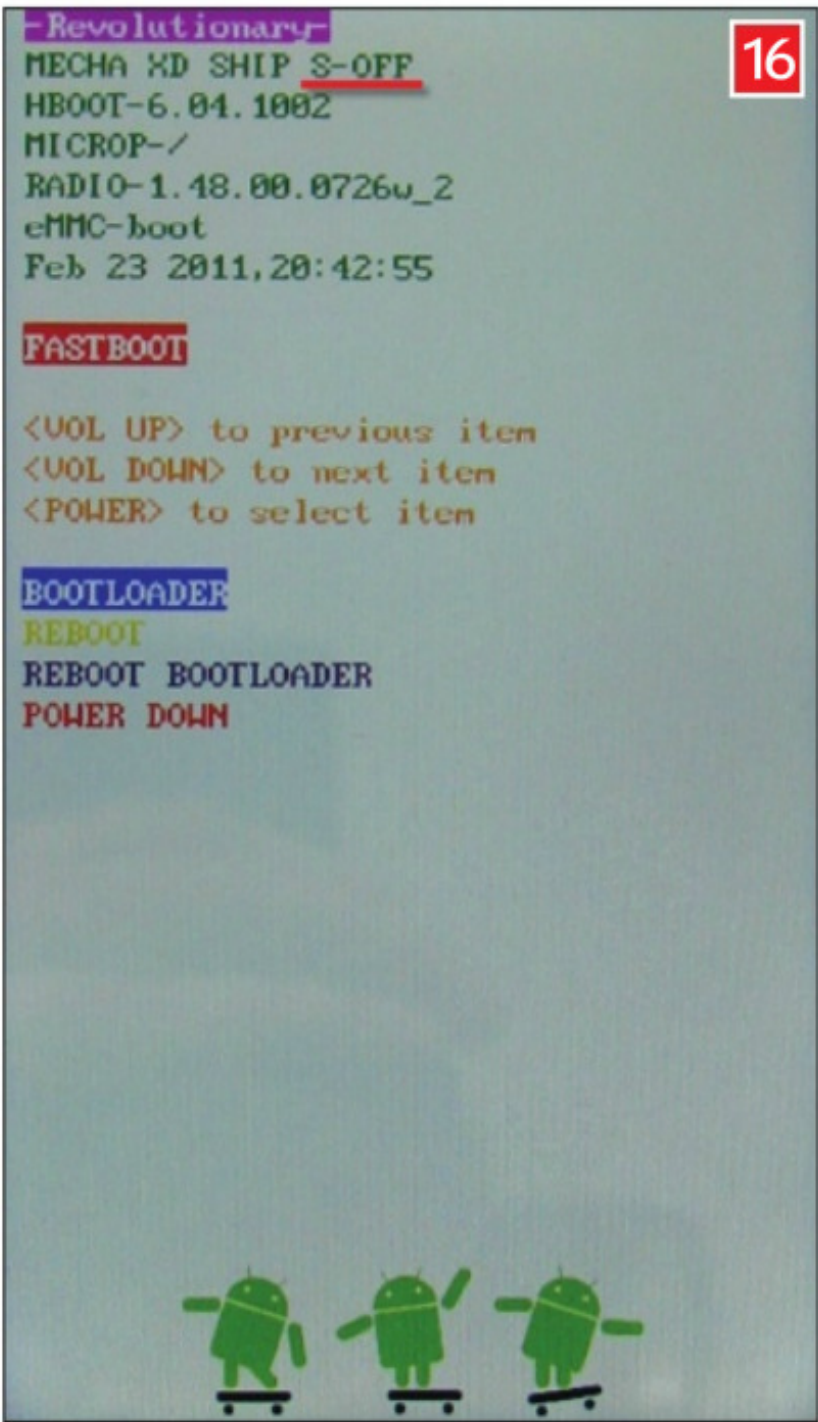 -Revolutionary-
16
MECHA XD SHIP S-OFF
HBOOT-6.04.1002
MICROP-/
RADIO-1.48.00.0726w_2
eMMC-boot
Feb 23 2011,20:42:55
FASTBOOT
<VOL UP> to previous item
<VOL DOWN> to next item
<POWER> to select item
BOOTLOADER
REBOOT
REBOOT BOOTLOADER
POWER DOWN